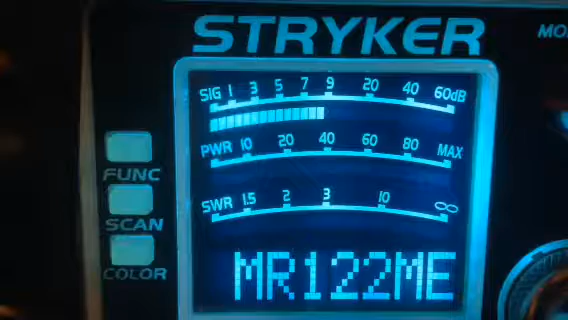 STRYKER
MO
SIG 1 3 5 7 9 20 40 60dB
PWR 10 20 40 60 80 MAX
FUNC
SWR 1.5 2 3 10 ∞
SCAN
COLOR
MR122ME